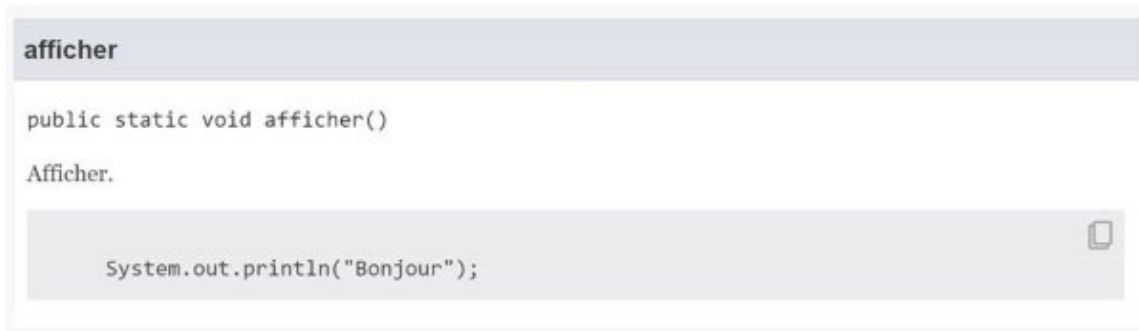 afficher
public static void afficher()
Afficher.
System.out.println("Bonjour");